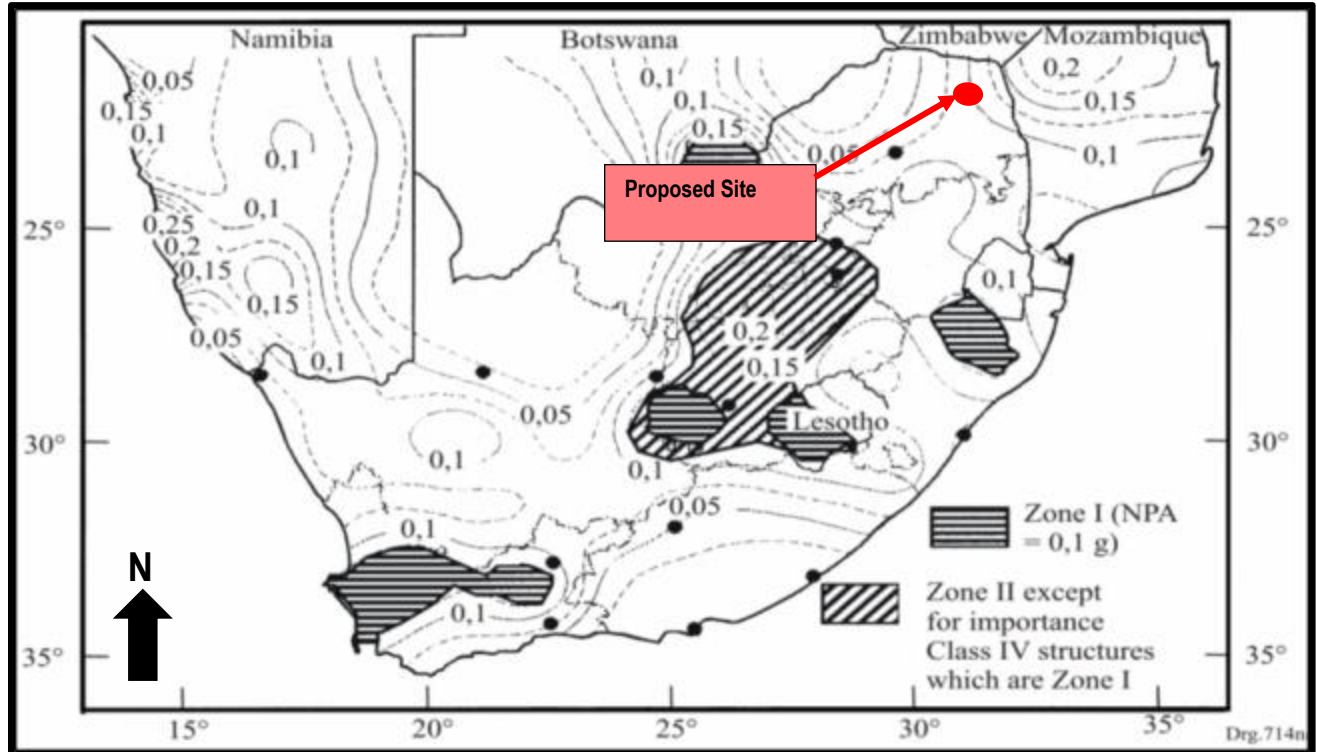 Namibia
Botswana
Zimbabwe
Mozambique
0,05
0,15
0,1
0,1
0,1
0,1
0,15
0,2
0,15
0,1
0,05
Proposed Site
0,1
0,25
0,2
0,15
0,15
0,05
0,1
25°
25°
0,1
0,2
0,15
0,05
Lesotho
30°
30°
0,1
0,1
0,05
0,1
0,1
Zone I (NPA
= 0,1 g)
Zone II except
for importance
Class IV structures
which are Zone I
N
35°
35°
15°
20°
25°
30°
35°